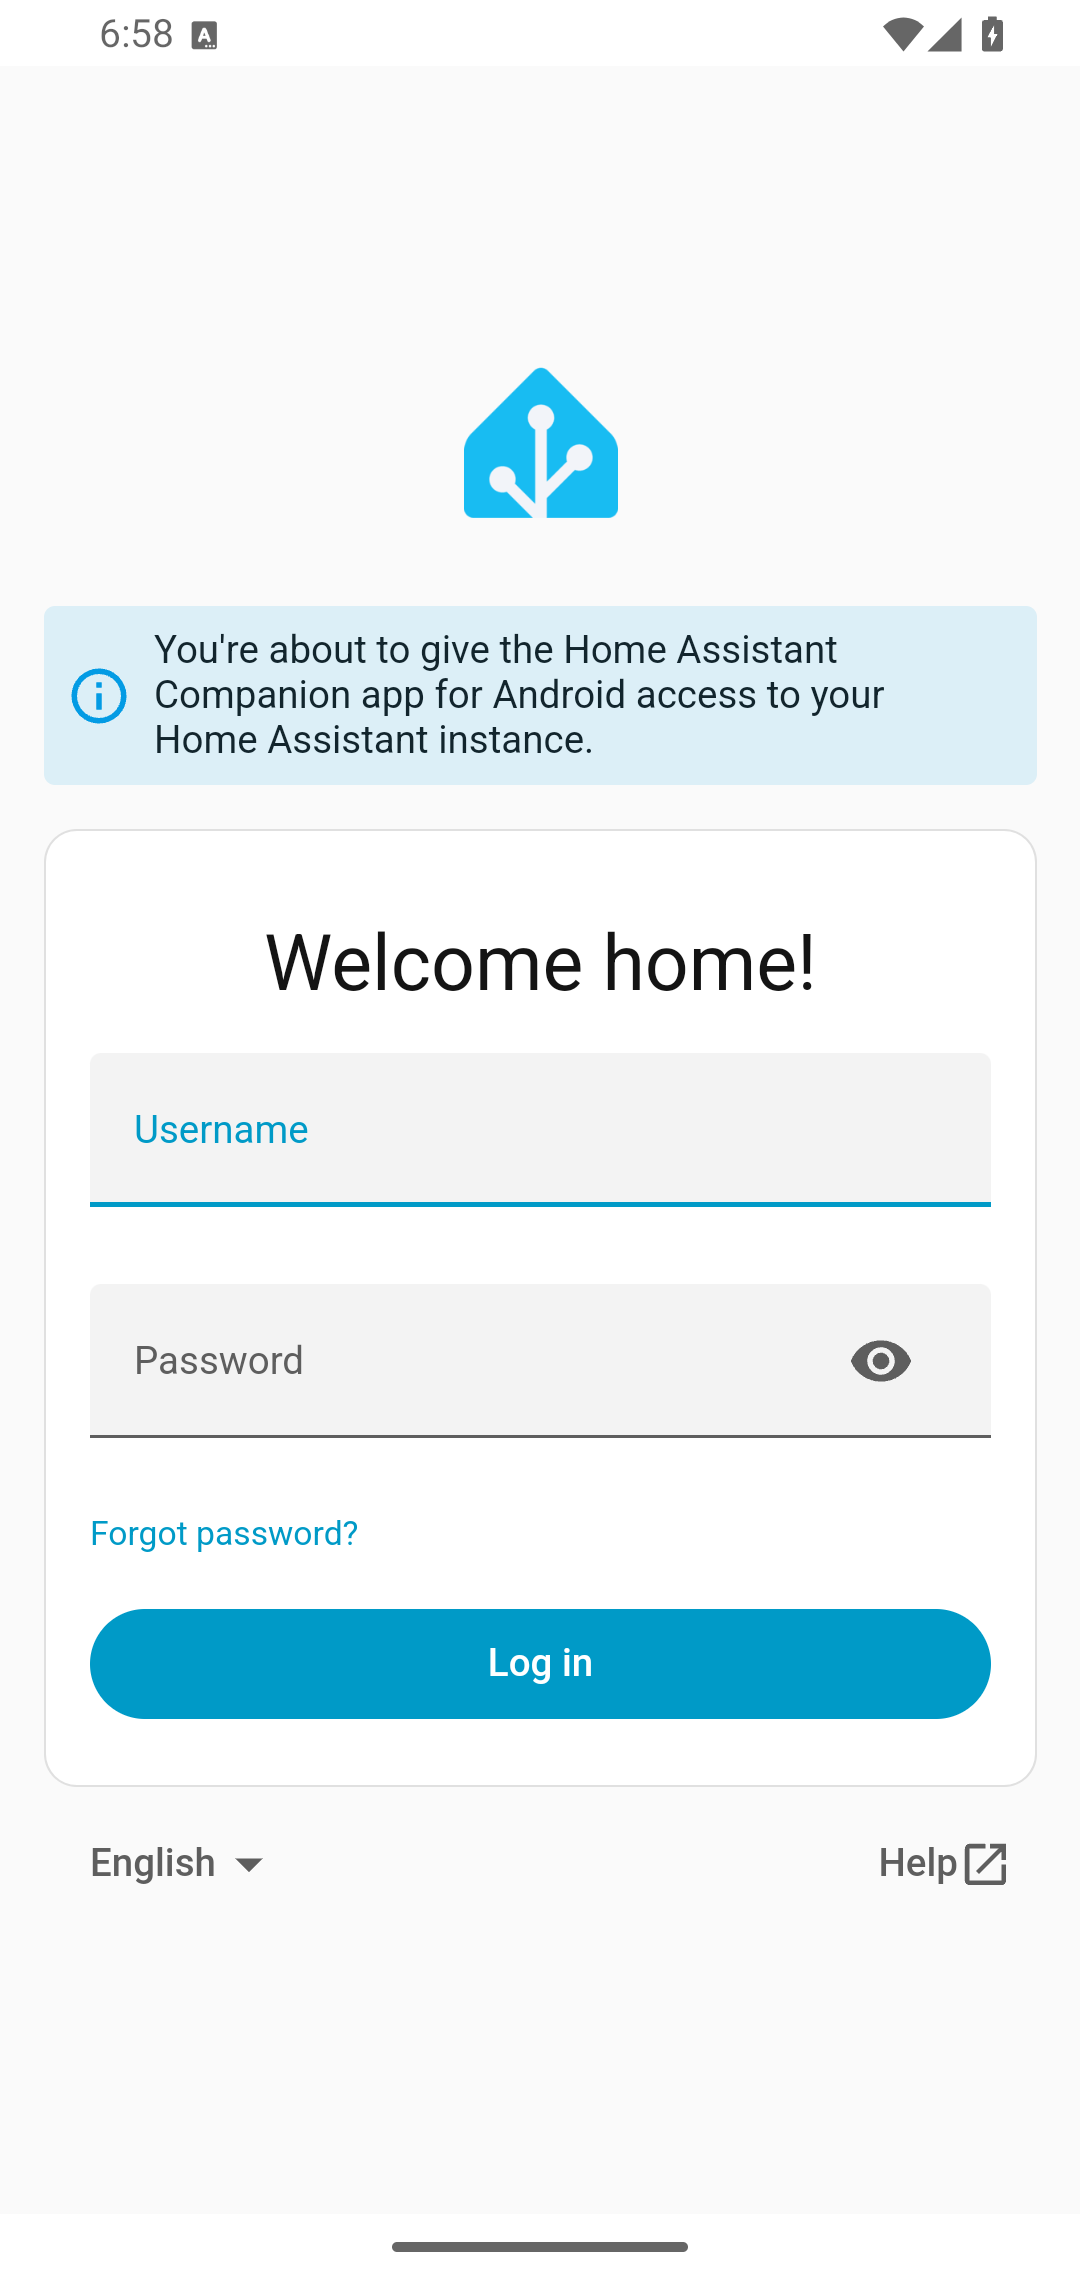 6:58
You're about to give the Home Assistant
Companion app for Android access to your
Home Assistant instance.
Welcome home!
Username
Password
Forgot password?
Log in
English
Help